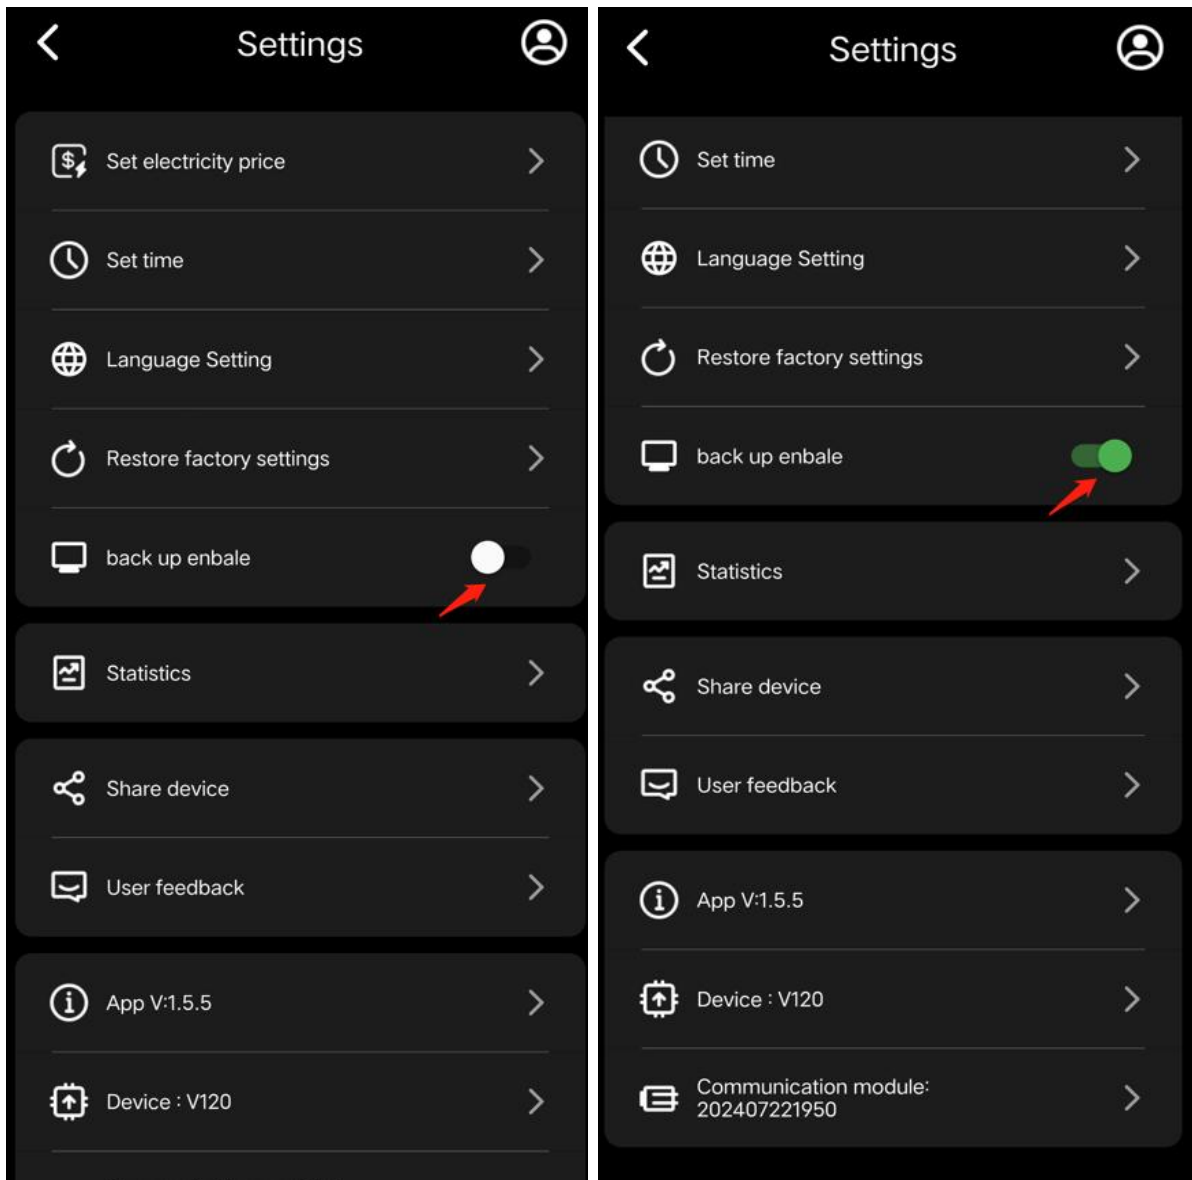 Settings
$
Set electricity price
Set time
Language Setting
Restore factory settings
back up enbale
Statistics
Share device
User feedback
App V:1.5.5
Device : V120
Settings
Set time
Language Setting
Restore factory settings
back up enbale
Statistics
Share device
User feedback
App V:1.5.5
Device : V120
Communication module:
202407221950